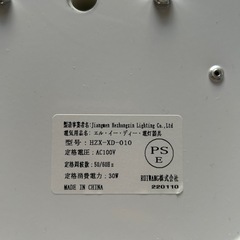 製造事業者名: Jiangmen Hezhongxin Lighting Co.,Ltd
電気用品名: エル・イー・ディー・電灯器具
型号: HZX-XD-010
定格電圧: AC100V
定格周波数: 50/60Hz
定格消費電力: 30W
MADE IN CHINA
PS
E
HUIWANG株式会社
220110